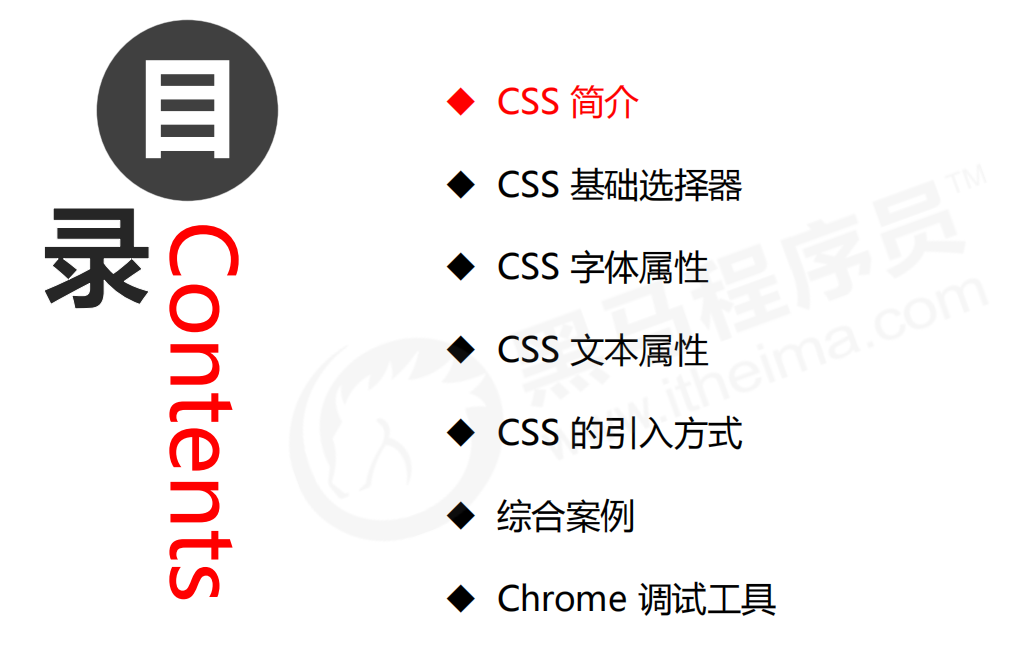 目录
Contents
CSS 简介
CSS 基础选择器
CSS 字体属性
CSS 文本属性
CSS 的引入方式
综合案例
Chrome 调试工具
黑马程序员™
www.itheima.com